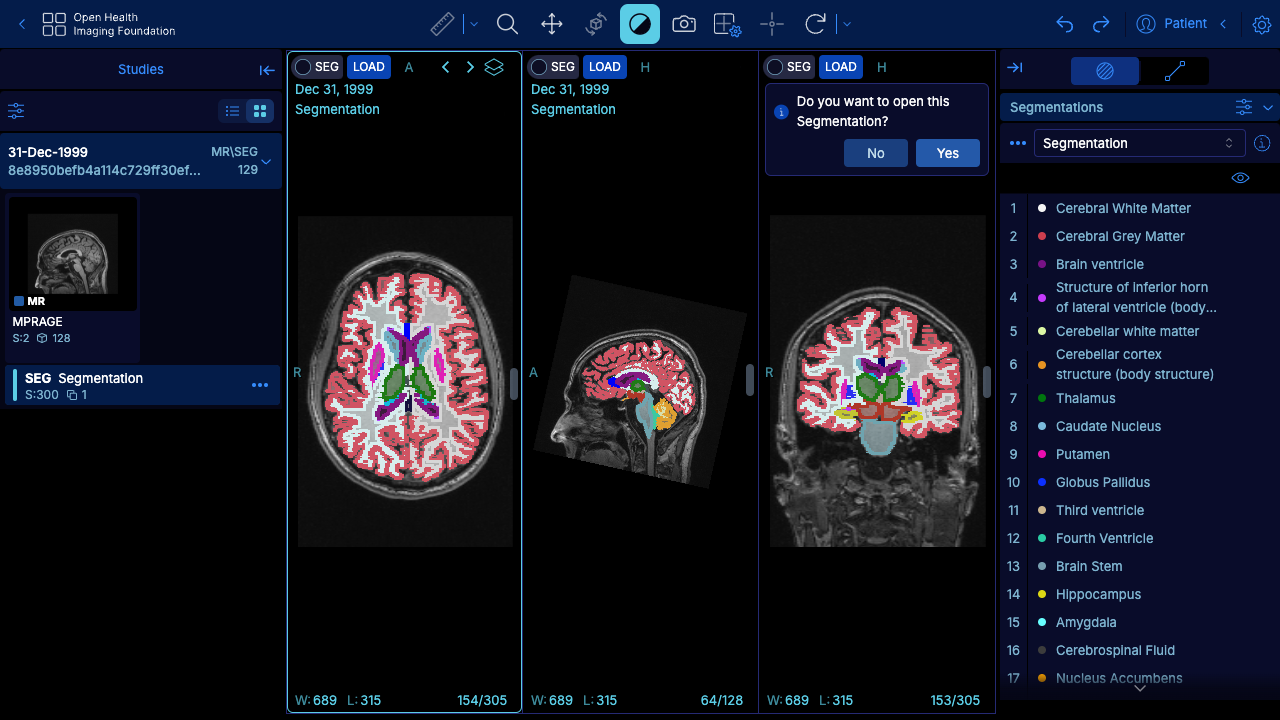 Open Health
Imaging Foundation
Patient
Studies
31-Dec-1999
MR\SEG
8e8950befb4a114c729ff30ef...
129
MR
MPRAGE
S:2 128
SEG Segmentation
S:300 1
SEG LOAD A
Dec 31, 1999
Segmentation
R
W: 689 L: 315 154/305
SEG LOAD H
Dec 31, 1999
Segmentation
A
W: 689 L: 315 64/128
SEG LOAD H
Do you want to open this
Segmentation?
No Yes
R
W: 689 L: 315 153/305
Segmentations
Segmentation
1 Cerebral White Matter
2 Cerebral Grey Matter
3 Brain ventricle
4 Structure of inferior horn
of lateral ventricle (body...
5 Cerebellar white matter
6 Cerebellar cortex
structure (body structure)
7 Thalamus
8 Caudate Nucleus
9 Putamen
10 Globus Pallidus
11 Third ventricle
12 Fourth Ventricle
13 Brain Stem
14 Hippocampus
15 Amygdala
16 Cerebrospinal Fluid
17 Nucleus Accumbens